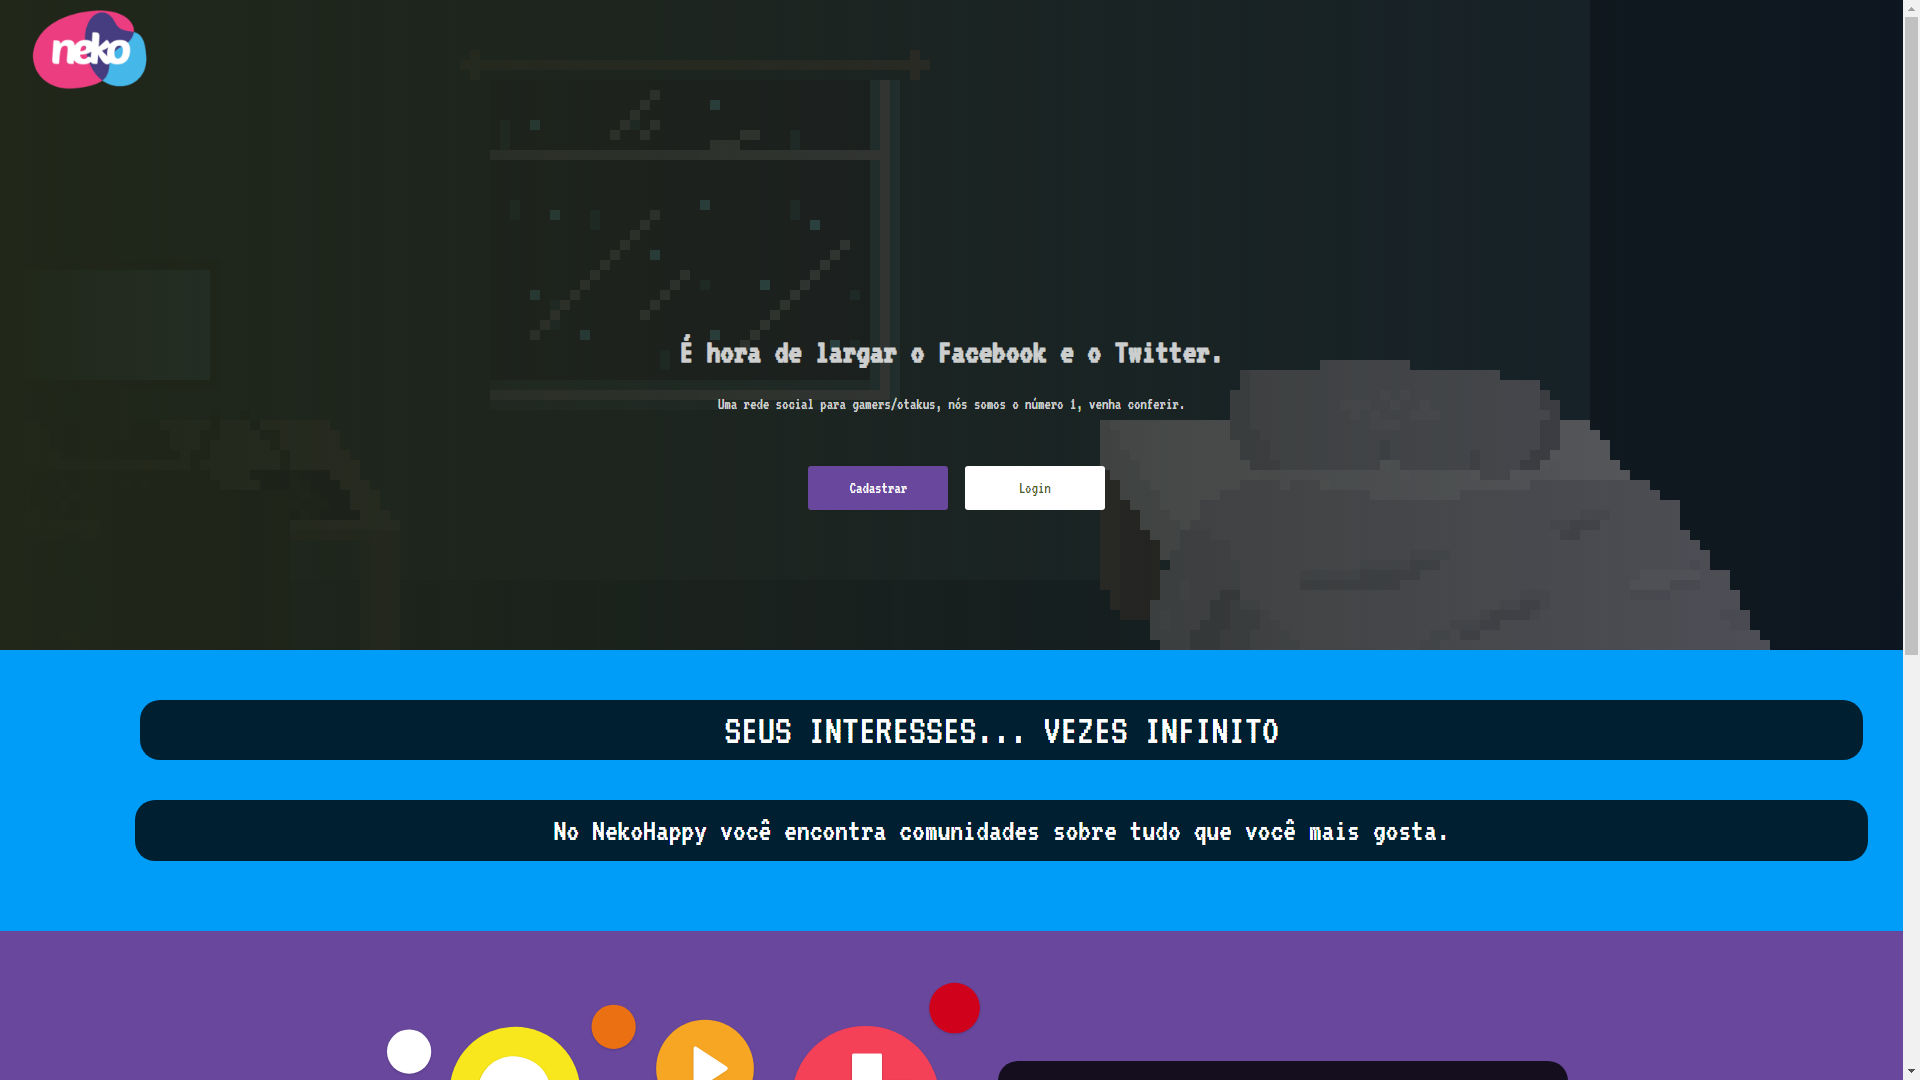 neko
É hora de largar o Facebook e o Twitter.
Uma rede social para gamers/otakus, nós somos o número 1, venha conferir.
Cadastrar
Login
SEUS INTERESSES... VEZES INFINITO
No NekoHappy você encontra comunidades sobre tudo que você mais gosta.